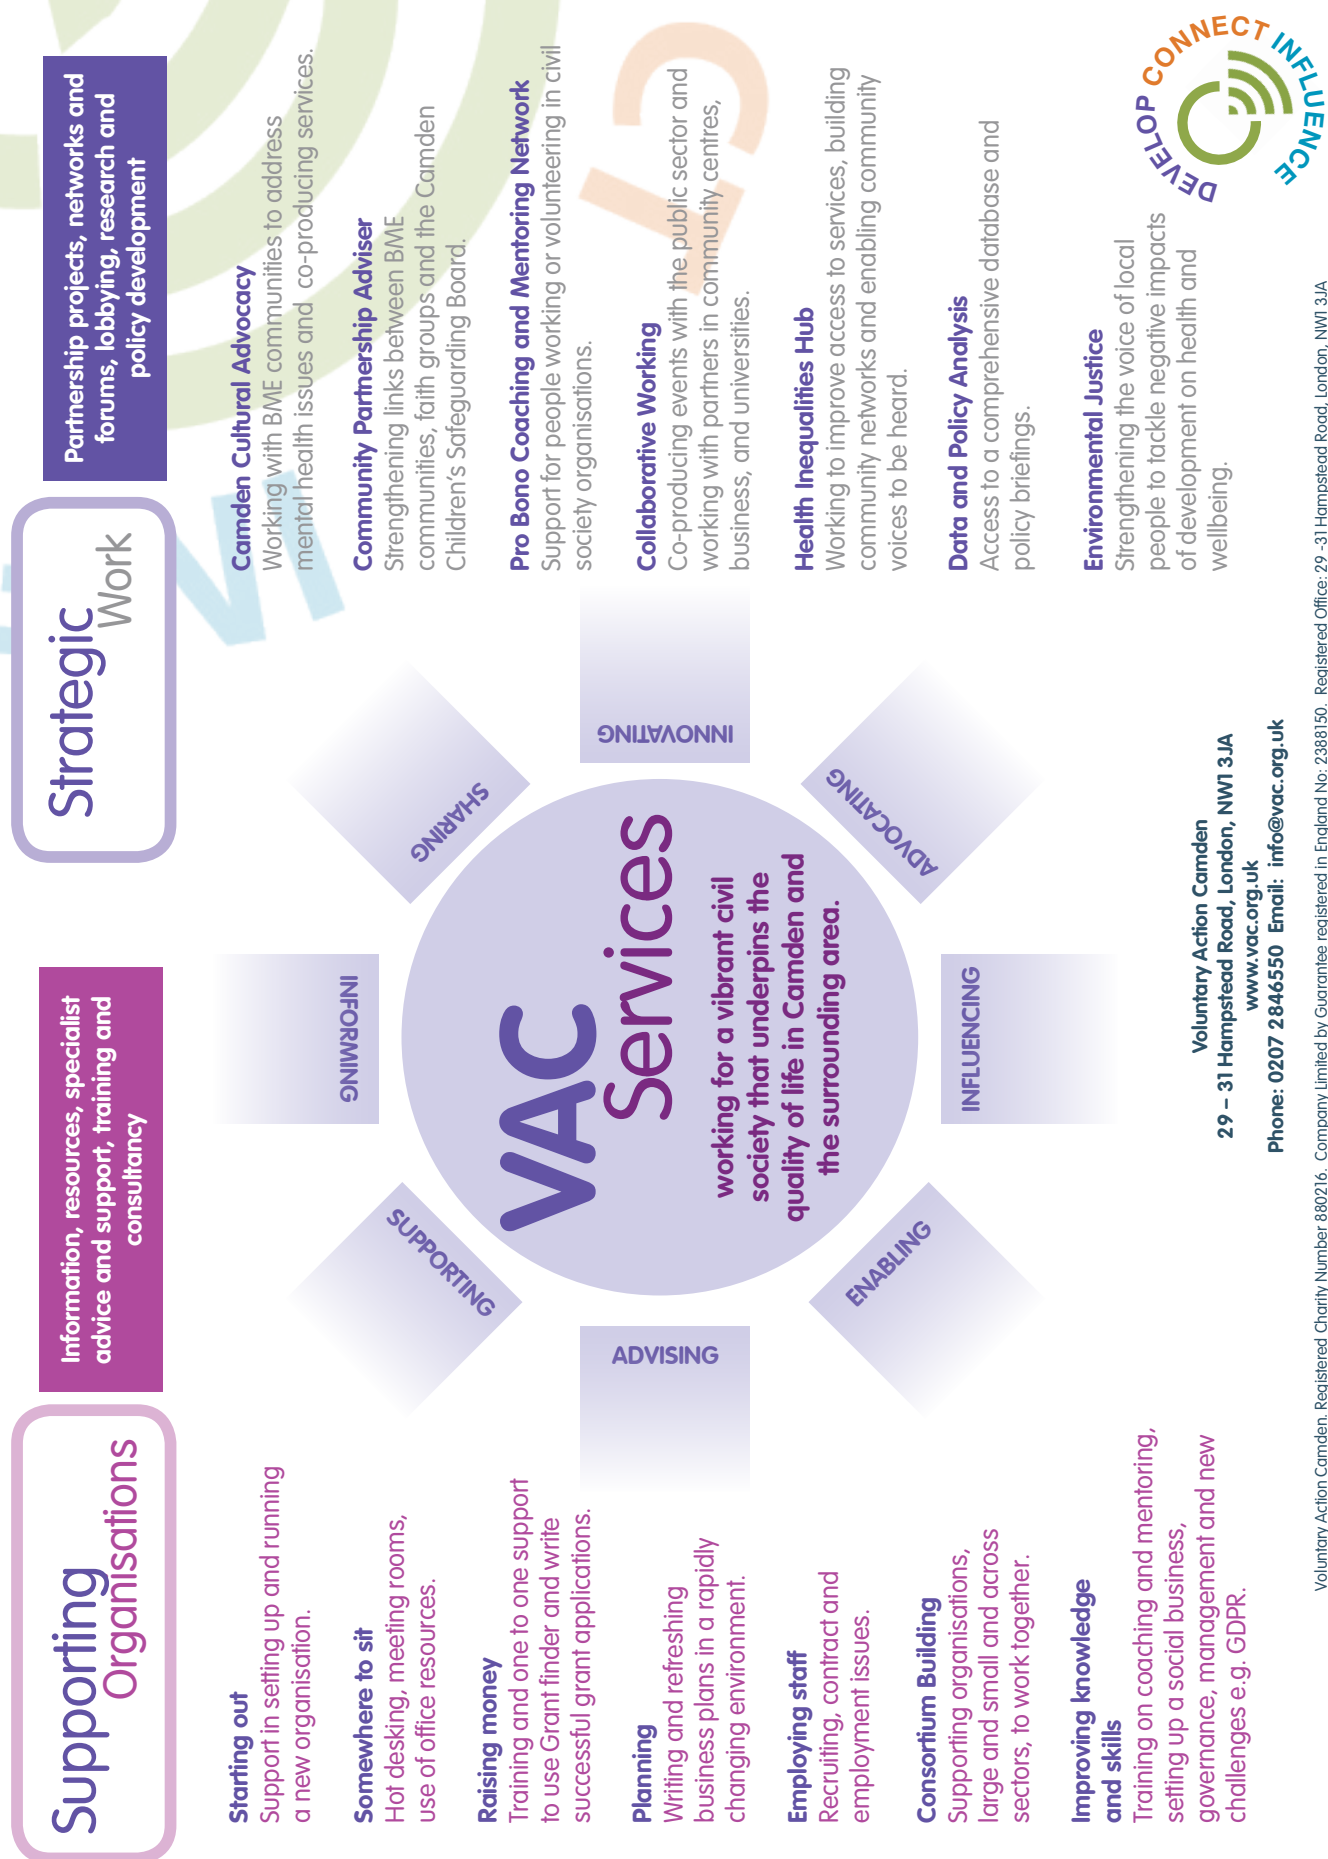 Supporting
Organisations
Information, resources, specialist
advice and support, training and
consultancy
Starting out
Support in setting up and running
a new organisation.
Somewhere to sit
Hot desking, meeting rooms,
use of office resources.
Raising money
Training and one to one support
to use Grant finder and write
successful grant applications.
Planning
Writing and refreshing
business plans in a rapidly
changing environment.
Employing staff
Recruiting, contract and
employment issues.
Consortium Building
Supporting organisations,
large and small and across
sectors, to work together.
Improving knowledge
and skills
Training on coaching and mentoring,
setting up a social business,
governance, management and new
challenges e.g. GDPR.
VAC
Services
working for a vibrant civil
society that underpins the
quality of life in Camden and
the surrounding area.
INFORMING
SHARING
INNOVATING
ADVOCATING
INFLUENCING
ENABLING
ADVISING
SUPPORTING
Strategic
Work
Partnership projects, networks and
forums, lobbying, research and
policy development
Camden Cultural Advocacy
Working with BME communities to address
mental health issues and co-producing services.
Community Partnership Adviser
Strengthening links between BME
communities, faith groups and the Camden
Children's Safeguarding Board.
Pro Bono Coaching and Mentoring Network
Support for people working or volunteering in civil
society organisations.
Collaborative Working
Co-producing events with the public sector and
working with partners in community centres,
business, and universities.
Health Inequalities Hub
Working to improve access to services, building
community networks and enabling community
voices to be heard.
Data and Policy Analysis
Access to a comprehensive database and
policy briefings.
Environmental Justice
Strengthening the voice of local
people to tackle negative impacts
of development on health and
wellbeing.
Voluntary Action Camden
29 – 31 Hampstead Road, London, NW1 3JA
www.vac.org.uk
Phone: 0207 2846550 Email: info@vac.org.uk
DEVELOP CONNECT INFLUENCE
Voluntary Action Camden. Registered Charity Number 880216. Company Limited by Guarantee registered in England No: 2388150. Registered Office: 29 -31 Hampstead Road, London, NW1 3JA